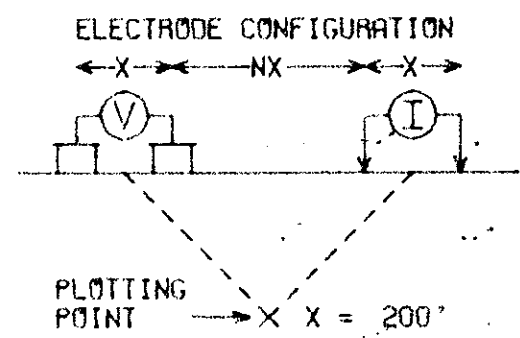 ELECTRODE CONFIGURATION
X NX X
V I
PLOTTING
POINT X X = 200'